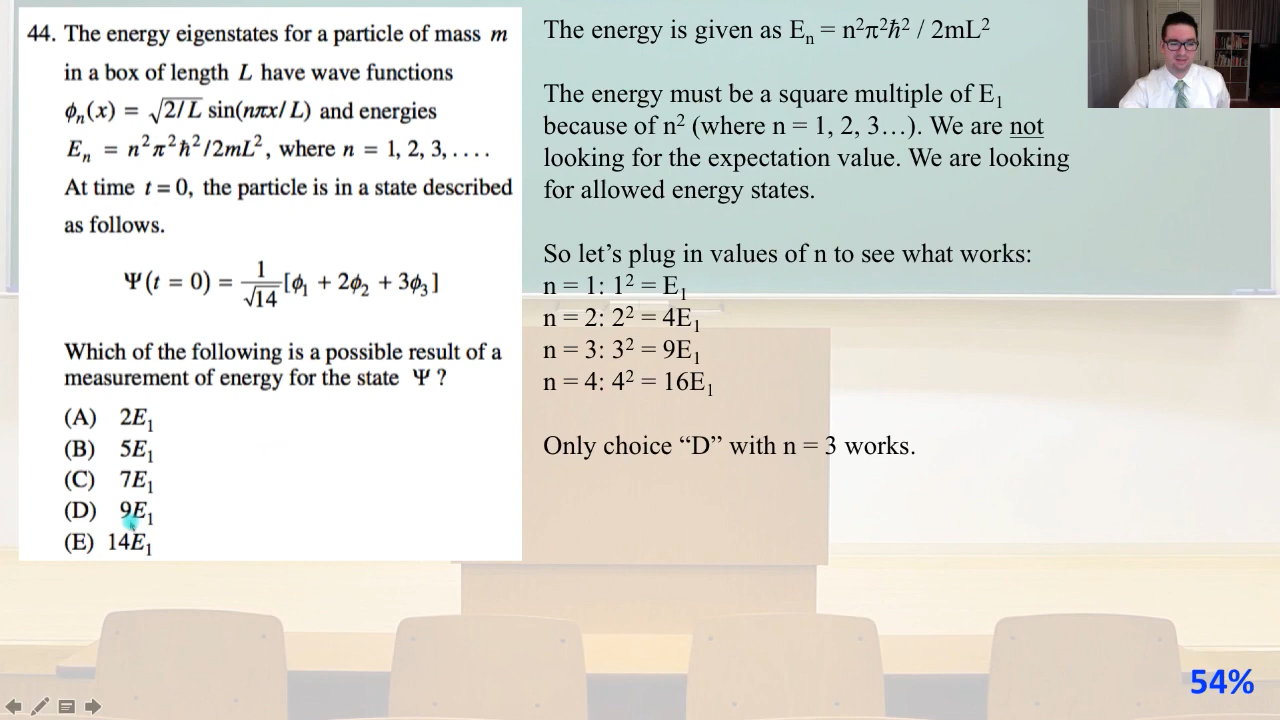 44. The energy eigenstates for a particle of mass m
in a box of length L have wave functions
ϕₙ(x) = √2/L sin(nπx/L) and energies
Eₙ = n²π²ħ²/2mL², where n = 1, 2, 3, . . . .
At time t = 0, the particle is in a state described
as follows.
Ψ(t = 0) = 1/√14 [ϕ₁ + 2ϕ₂ + 3ϕ₃]
Which of the following is a possible result of a
measurement of energy for the state Ψ ?
(A) 2E₁
(B) 5E₁
(C) 7E₁
(D) 9E₁
(E) 14E₁
The energy is given as Eₙ = n²π²ħ² / 2mL²
The energy must be a square multiple of E₁
because of n² (where n = 1, 2, 3…). We are not
looking for the expectation value. We are looking
for allowed energy states.
So let’s plug in values of n to see what works:
n = 1: 1² = E₁
n = 2: 2² = 4E₁
n = 3: 3² = 9E₁
n = 4: 4² = 16E₁
Only choice “D” with n = 3 works.
54%